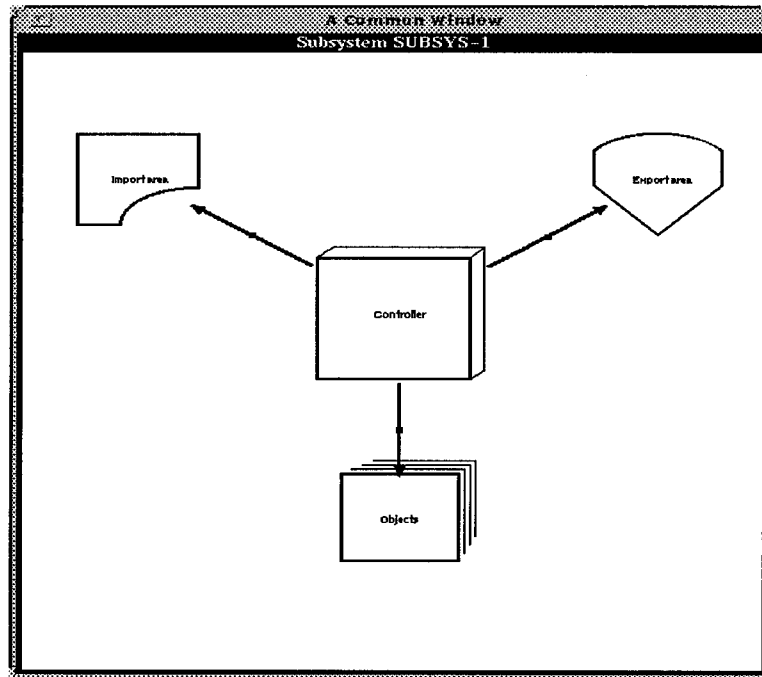 A Common Window
Subsystem SUBSYS-1
Import area
Export area
Controller
Objects